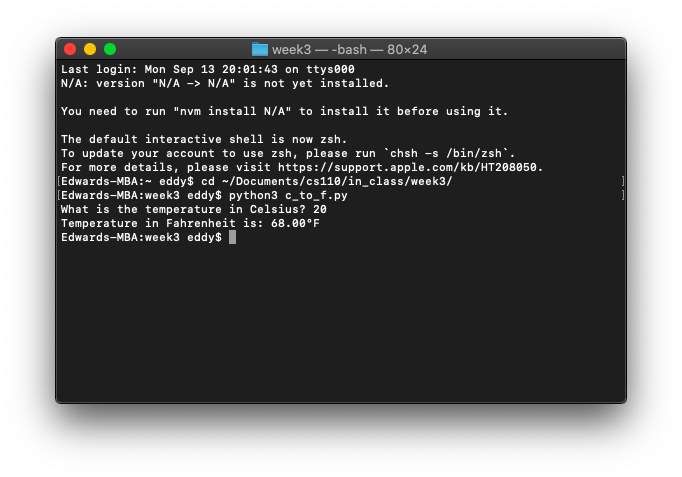 week3 — -bash — 80×24
Last login: Mon Sep 13 20:01:43 on ttys000
N/A: version "N/A -> N/A" is not yet installed.
You need to run "nvm install N/A" to install it before using it.
The default interactive shell is now zsh.
To update your account to use zsh, please run `chsh -s /bin/zsh`.
For more details, please visit https://support.apple.com/kb/HT208050.
[Edwards-MBA:~ eddy$ cd ~/Documents/cs110/in_class/week3/ ]
[Edwards-MBA:week3 eddy$ python3 c_to_f.py ]
What is the temperature in Celsius? 20
Temperature in Fahrenheit is: 68.00°F
Edwards-MBA:week3 eddy$